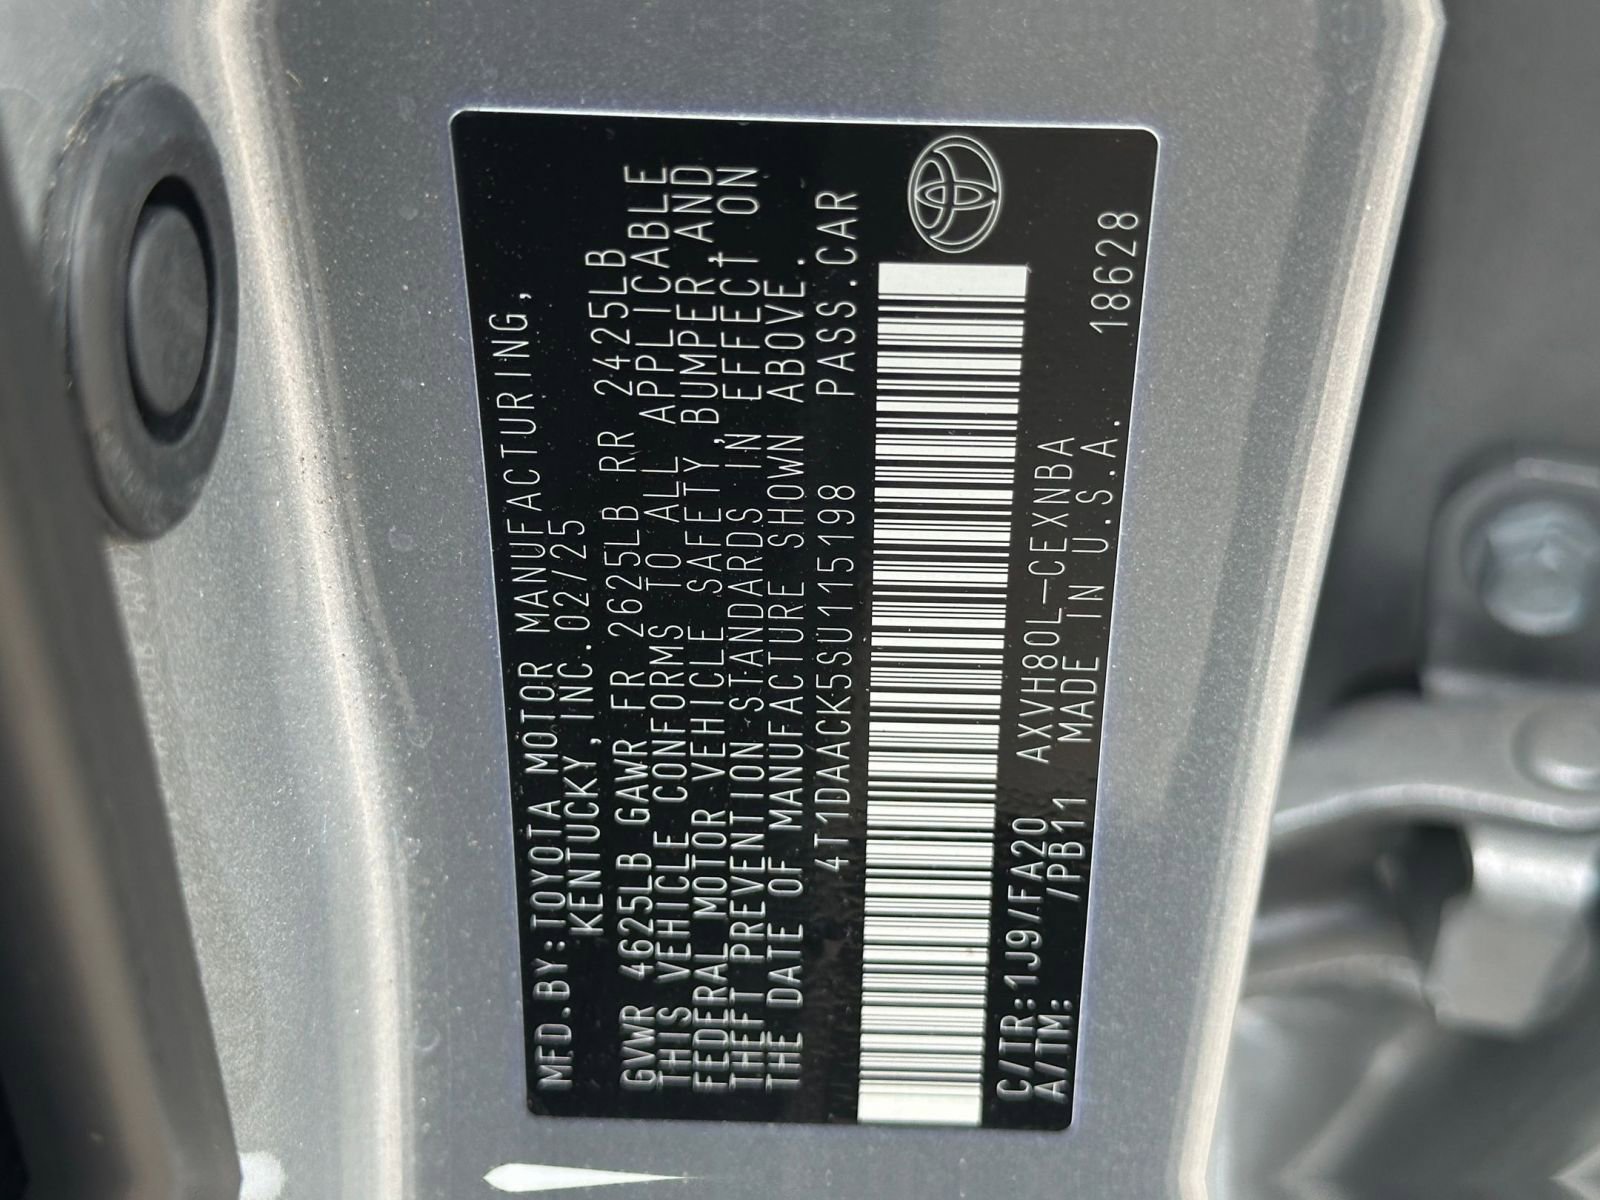 MFD.BY:TOYOTA MOTOR MANUFACTURING,
KENTUCKY,INC.02/25
GVWR 4625LB GAWR FR 2625LB RR 2425LB
THIS VEHICLE CONFORMS TO ALL APPLICABLE
FEDERAL MOTOR VEHICLE SAFETY,BUMPER,AND
THEFT PREVENTION STANDARDS IN EFFECT ON
THE DATE OF MANUFACTURE SHOWN ABOVE.
4T1DAACK5SU115198 PASS.CAR
C/TR:1J9/FA20 AXVH80L-CEXNBA
A/TM: /PB11 MADE IN U.S.A. 18628